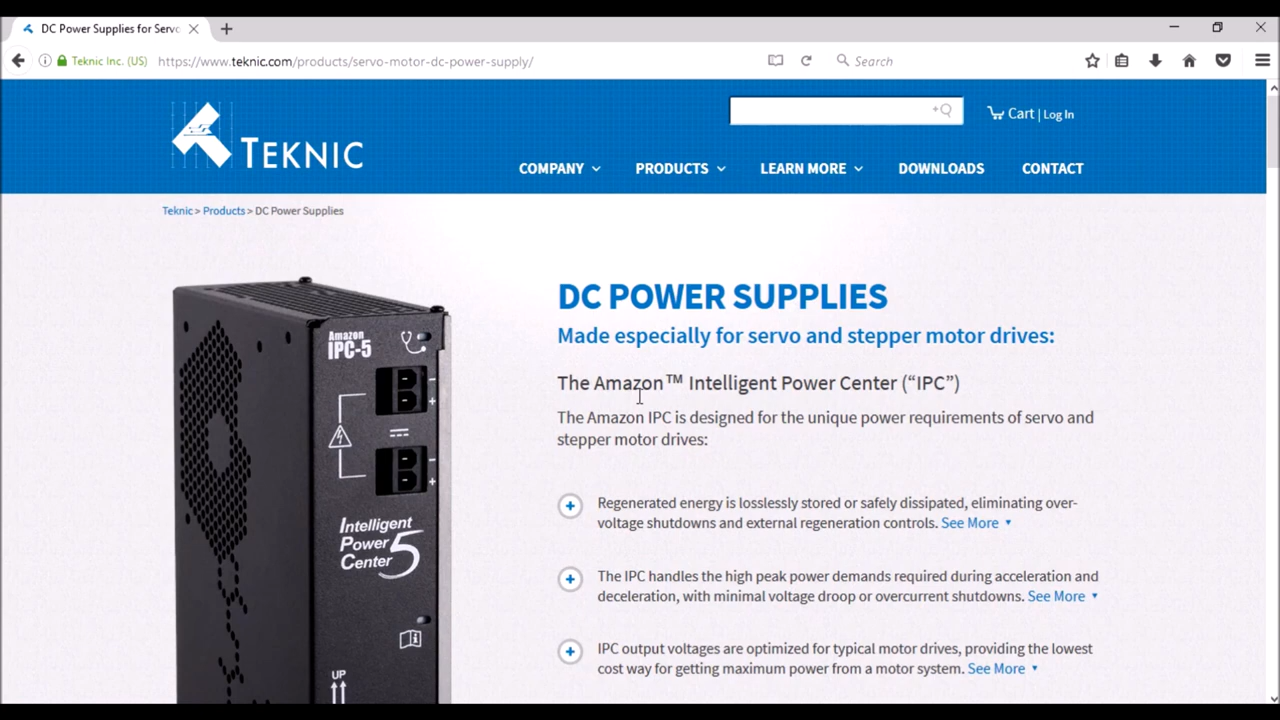 DC Power Supplies for Servo
Teknic Inc. (US)
https://www.teknic.com/products/servo-motor-dc-power-supply/
Search
TEKNIC
Cart | Log In
COMPANY
PRODUCTS
LEARN MORE
DOWNLOADS
CONTACT
Teknic > Products > DC Power Supplies
Amazon
IPC-5
Intelligent
Power
Center 5
UP
DC POWER SUPPLIES
Made especially for servo and stepper motor drives:
The Amazon™ Intelligent Power Center (“IPC”)
The Amazon IPC is designed for the unique power requirements of servo and
stepper motor drives:
Regenerated energy is losslessly stored or safely dissipated, eliminating over-
voltage shutdowns and external regeneration controls. See More
The IPC handles the high peak power demands required during acceleration and
deceleration, with minimal voltage droop or overcurrent shutdowns. See More
IPC output voltages are optimized for typical motor drives, providing the lowest
cost way for getting maximum power from a motor system. See More